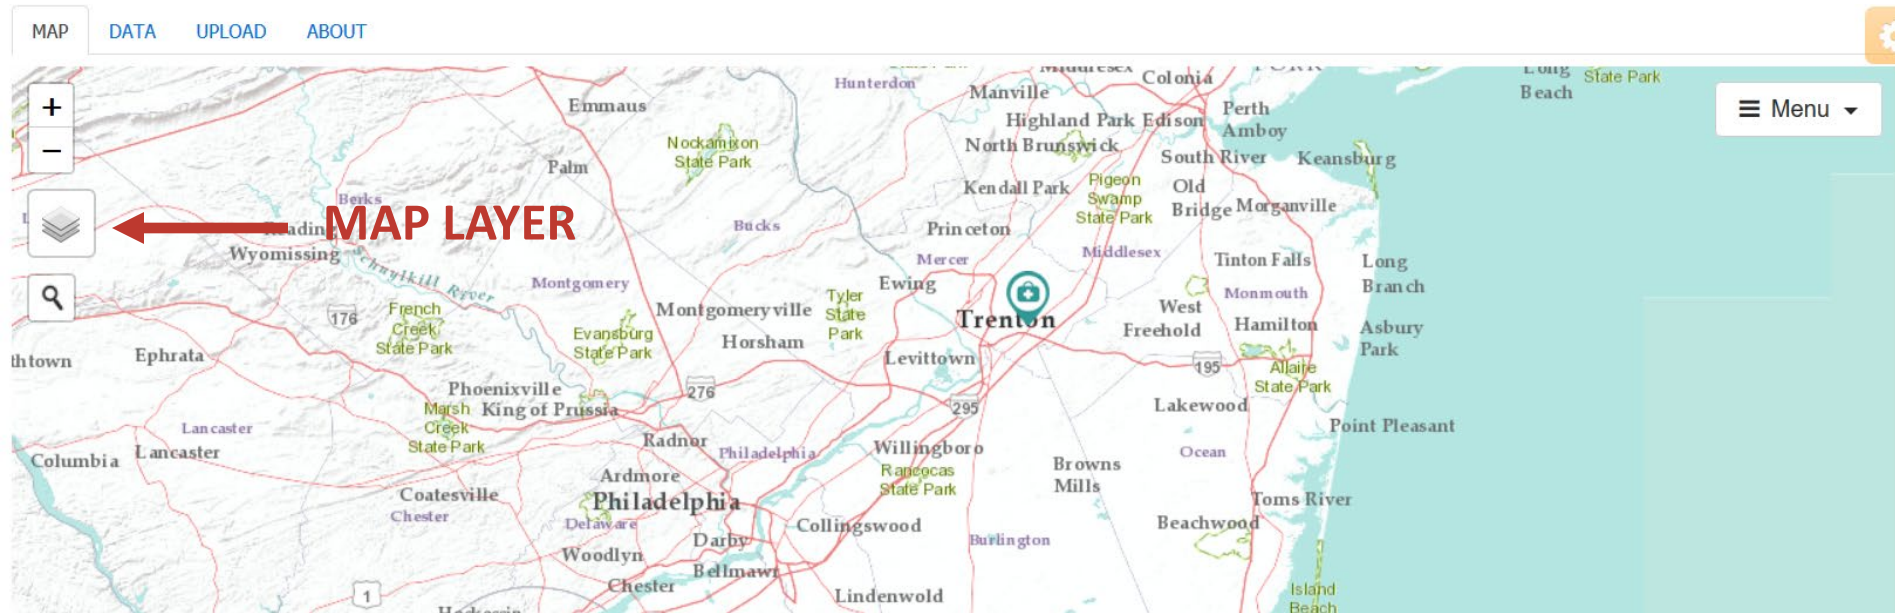 MAP DATA UPLOAD ABOUT
+
−
Menu
MAP LAYER
Hunterdon
Manville
Colonia
Long
Beach
State Park
Emmaus
Highland Park
Edison
Perth
Amboy
Nockamixon
State Park
North Brunswick
South River
Keansburg
Palm
Kendall Park
Pigeon
Swamp
State Park
Old
Bridge
Morganville
Berks
Bucks
Princeton
Wyomissing
Schuylkill River
Mercer
Middlesex
Tinton Falls
Long
Branch
Montgomery
Ewing
Monmouth
176
French
Creek
State Park
Montgomeryville
Tyler
State
Park
Trenton
West
Freehold
Hamilton
Asbury
Park
Evansburg
State Park
Horsham
Ephrata
Levittown
195
Allaire
State Park
Phoenixville
276
Marsh
Creek
State Park
King of Prussia
295
Lakewood
Point Pleasant
Lancaster
Columbia
Lancaster
Radnor
Philadelphia
Willingboro
Rancocas
State Park
Browns
Mills
Ocean
Ardmore
Coatesville
Chester
Philadelphia
Delaware
Toms River
Collingswood
Beachwood
Darby
Burlington
Woodlyn
Bellmawr
Chester
1
Lindenwold
Island
Beach